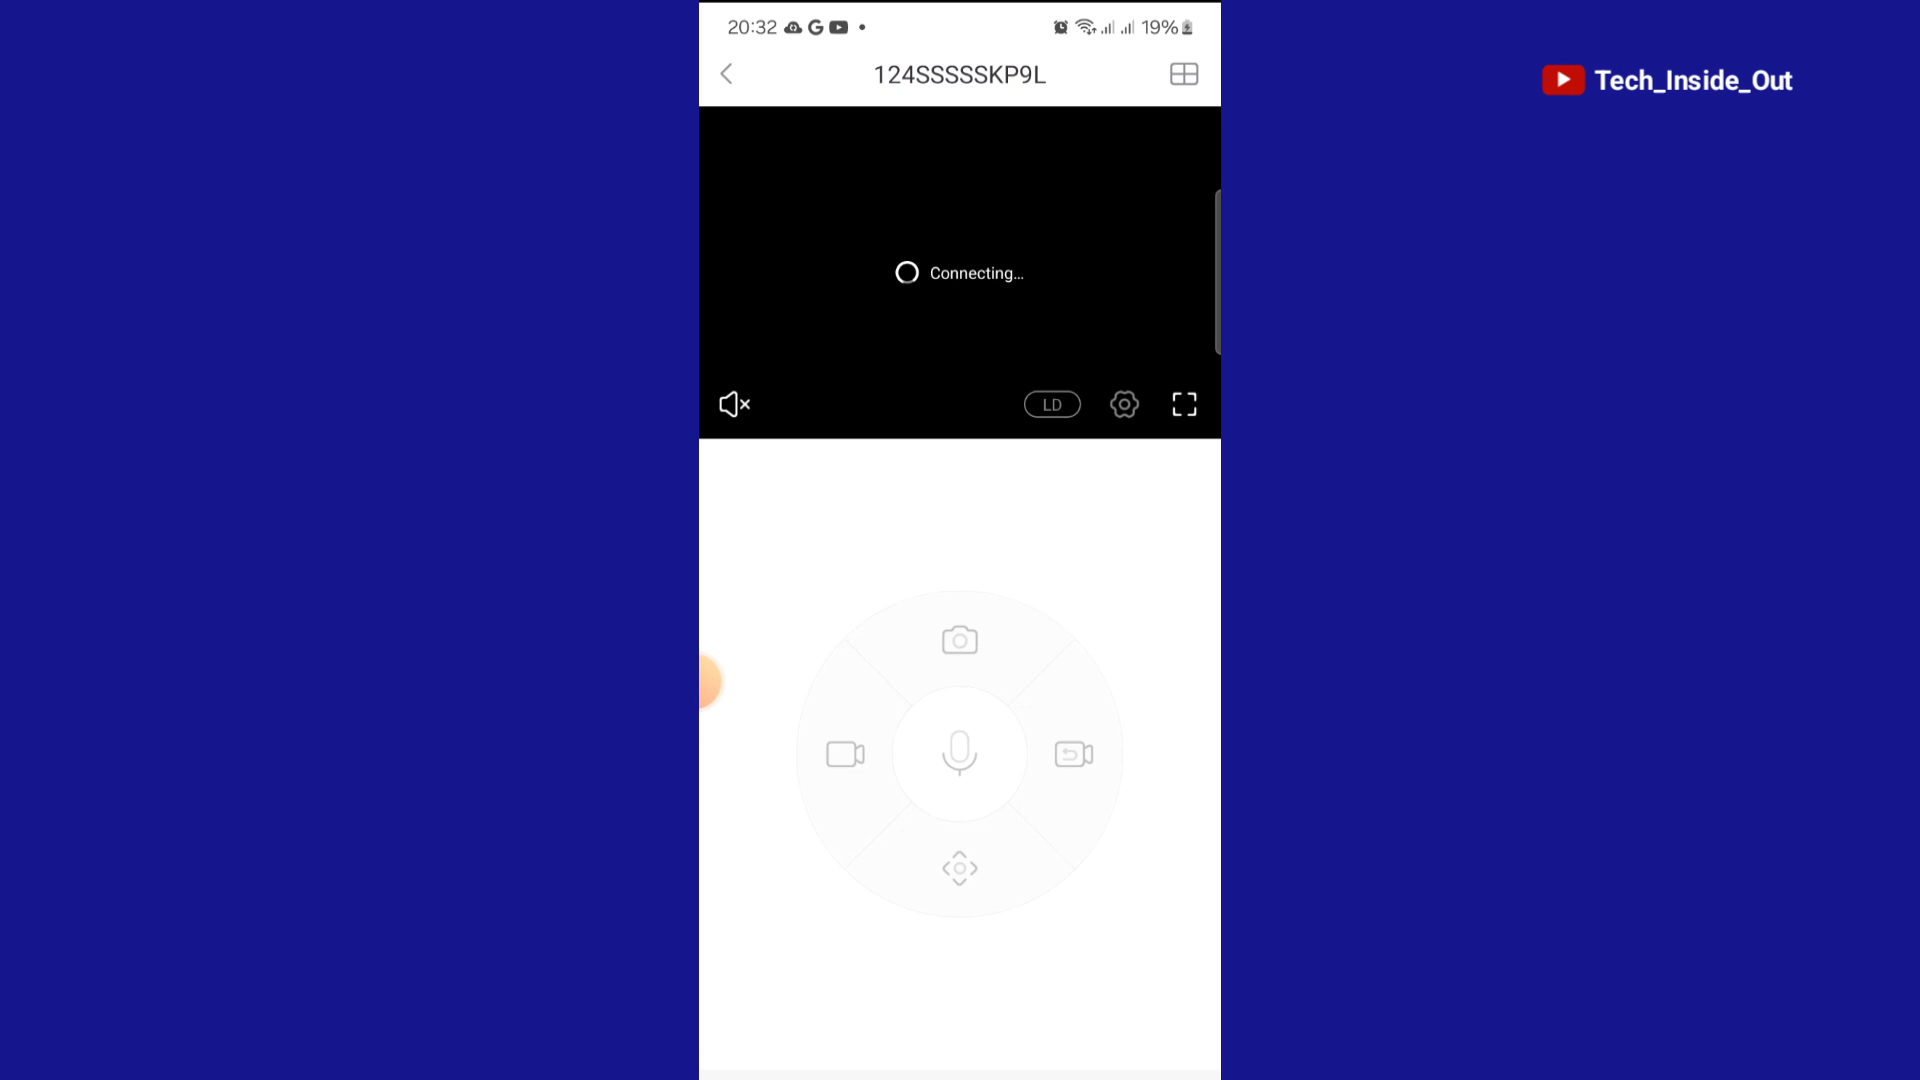 20:32 19%
124SSSSSKP9L
Tech_Inside_Out
Connecting...
LD